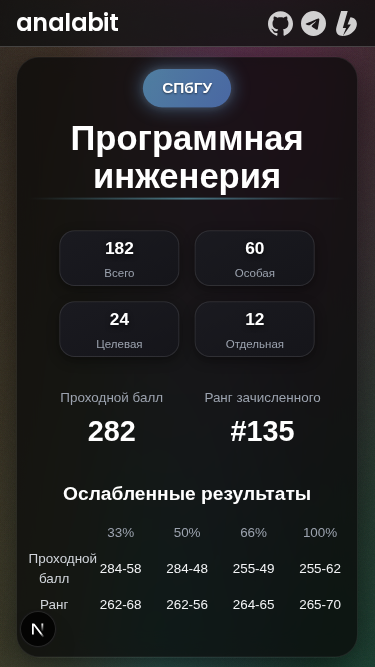 analabit
СПбГУ
Программная
инженерия
182
60
Всего
Особая
24
12
Целевая
Отдельная
Проходной балл
Ранг зачисленного
282
#135
Ослабленные результаты
33% 50% 66% 100%
Проходной
балл
284-58 284-48 255-49 255-62
Ранг 262-68 262-56 264-65 265-70
N